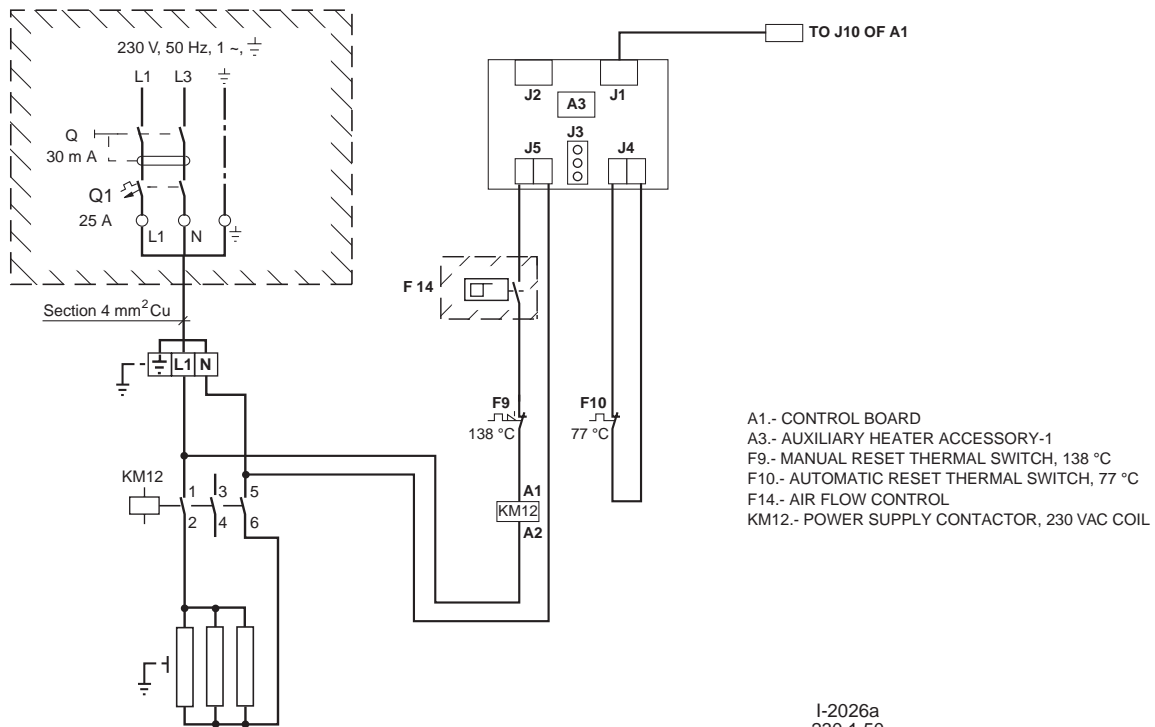 230 V, 50 Hz, 1 ~,
L1 L3
Q
30 m A
Q1
25 A
L1 N
Section 4 mm2 Cu
L1 N
KM12
1 3 5
2 4 6
TO J10 OF A1
J2 J1
A3
J3
J5 J4
F 14
F9
138 °C
F10
77 °C
A1
KM12
A2
A1.- CONTROL BOARD
A3.- AUXILIARY HEATER ACCESSORY-1
F9.- MANUAL RESET THERMAL SWITCH, 138 °C
F10.- AUTOMATIC RESET THERMAL SWITCH, 77 °C
F14.- AIR FLOW CONTROL
KM12.- POWER SUPPLY CONTACTOR, 230 VAC COIL
I-2026a